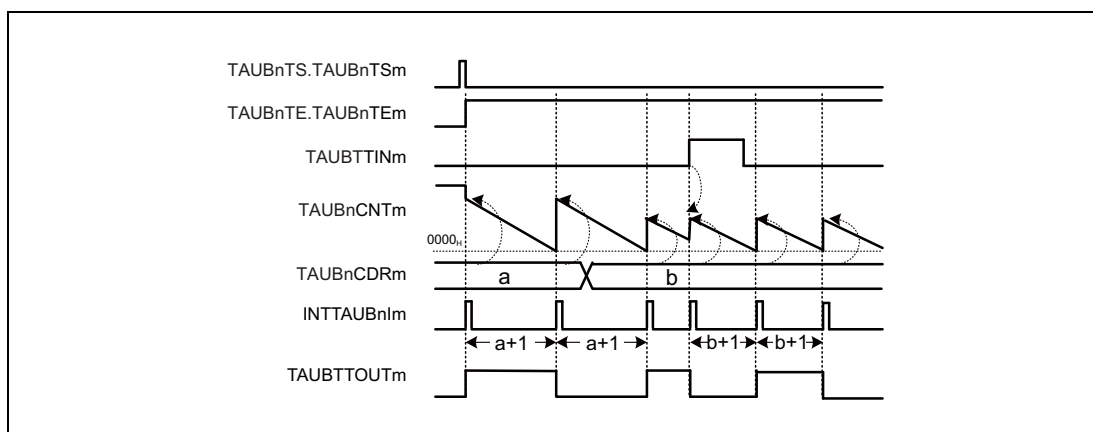 TAUBnTS.TAUBnTSm
TAUBnTE.TAUBnTEm
TAUBTTINm
TAUBnCNTm
0000H
TAUBnCDRm
a
b
INTTAUBnIm
a+1
a+1
b+1
b+1
TAUBTTOUTm